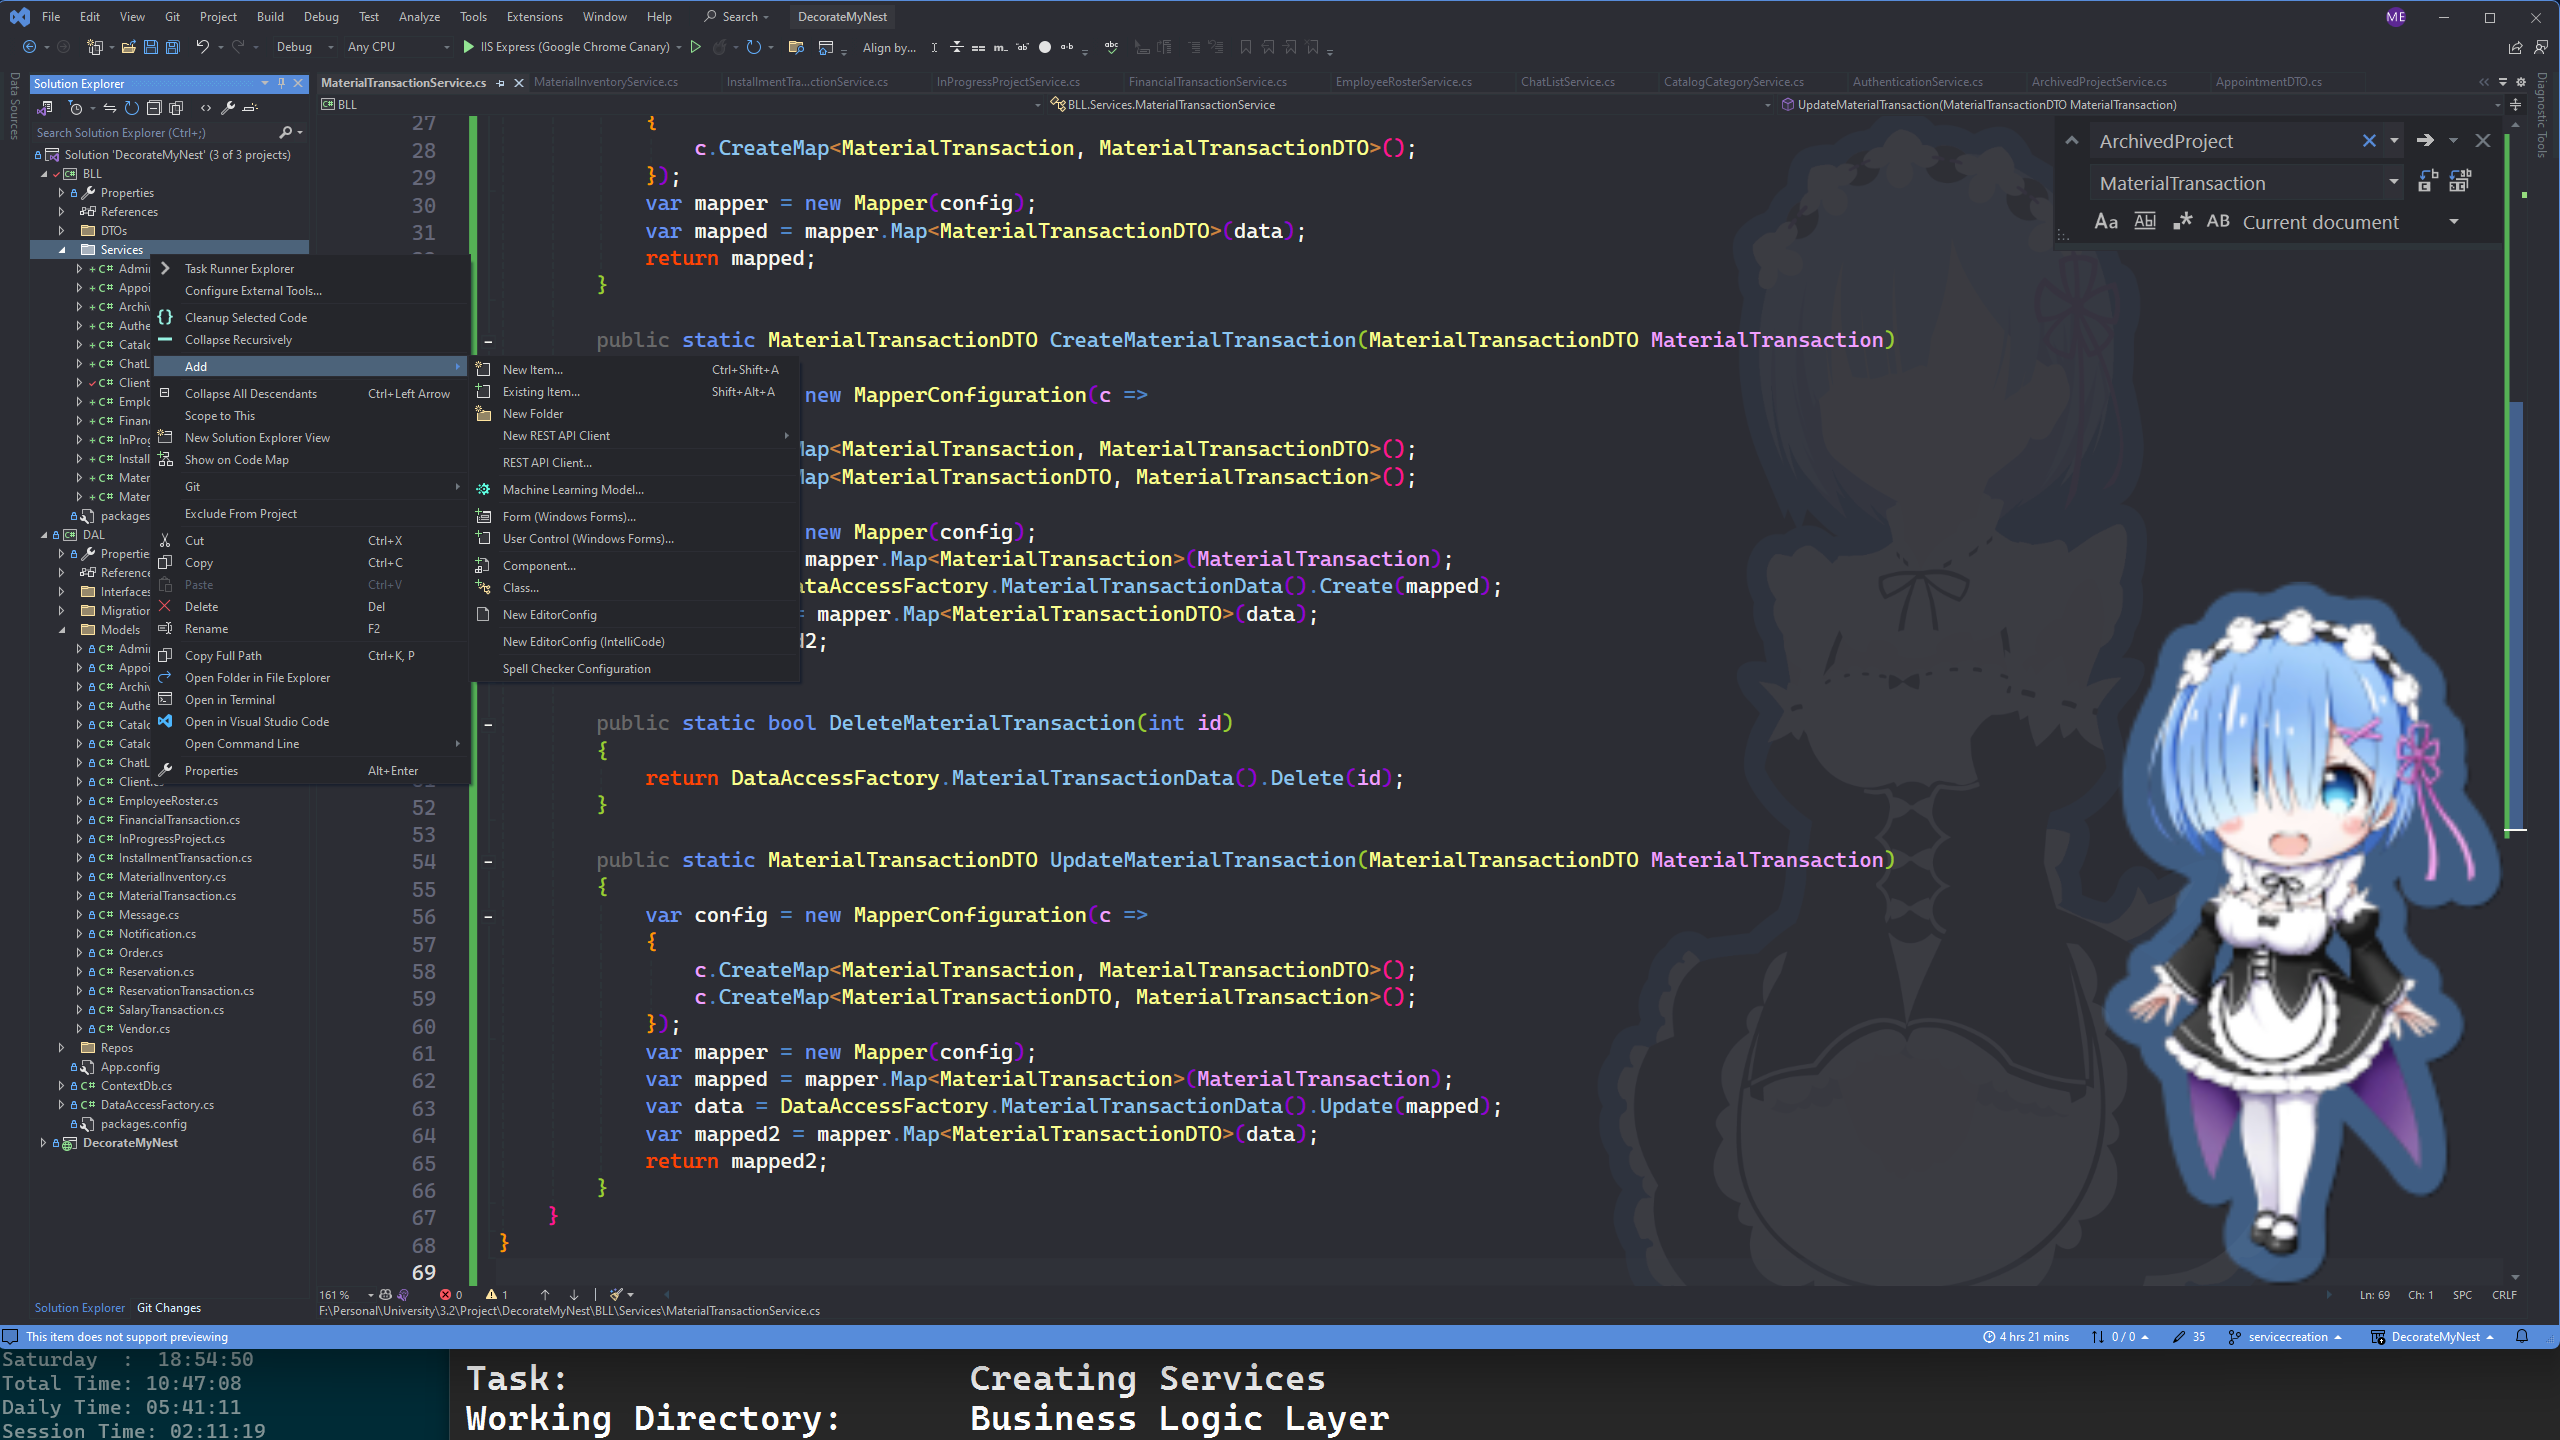 File Edit View Git Project Build Debug Test Analyze Tools Extensions Window Help Search DecorateMyNest ME
Debug Any CPU IIS Express (Google Chrome Canary) Align by...
Data Sources
Solution Explorer
Search Solution Explorer (Ctrl+;)
Solution 'DecorateMyNest' (3 of 3 projects)
BLL
Properties
References
DTOs
Services
C# Admi
C# Appoi
C# Archiv
C# Authe
C# Catalo
C# ChatL
C# Client
C# Emplo
C# Financ
C# InProg
C# Install
C# Mater
C# Mater
packages
DAL
Propertie
Reference
Interfaces
Migration
Models
C# Admin
C# Appoi
C# Archiv
C# Authe
C# Catalo
C# Catalo
C# ChatL
C# Client.c
C# EmployeeRoster.cs
C# FinancialTransaction.cs
C# InProgressProject.cs
C# InstallmentTransaction.cs
C# MaterialInventory.cs
C# MaterialTransaction.cs
C# Message.cs
C# Notification.cs
C# Order.cs
C# Reservation.cs
C# ReservationTransaction.cs
C# SalaryTransaction.cs
C# Vendor.cs
Repos
App.config
C# ContextDb.cs
C# DataAccessFactory.cs
packages.config
DecorateMyNest
Solution Explorer Git Changes
Task Runner Explorer
Configure External Tools...
Cleanup Selected Code
Collapse Recursively
Add
Collapse All Descendants Ctrl+Left Arrow
Scope to This
New Solution Explorer View
Show on Code Map
Git
Exclude From Project
Cut Ctrl+X
Copy Ctrl+C
Paste Ctrl+V
Delete Del
Rename F2
Copy Full Path Ctrl+K, P
Open Folder in File Explorer
Open in Terminal
Open in Visual Studio Code
Open Command Line
Properties Alt+Enter
New Item... Ctrl+Shift+A
Existing Item... Shift+Alt+A
New Folder
New REST API Client
REST API Client...
Machine Learning Model...
Form (Windows Forms)...
User Control (Windows Forms)...
Component...
Class...
New EditorConfig
New EditorConfig (IntelliCode)
Spell Checker Configuration
MaterialTransactionService.cs MaterialInventoryService.cs InstallmentTra...ctionService.cs InProgressProjectService.cs FinancialTransactionService.cs EmployeeRosterService.cs ChatListService.cs CatalogCategoryService.cs AuthenticationService.cs ArchivedProjectService.cs AppointmentDTO.cs
C# BLL BLL.Services.MaterialTransactionService UpdateMaterialTransaction(MaterialTransactionDTO MaterialTransaction)
ArchivedProject
MaterialTransaction
Aa Ab| .* AB Current document
Diagnostic Tools
27 {
28 c.CreateMap<MaterialTransaction, MaterialTransactionDTO>();
29 });
30 var mapper = new Mapper(config);
31 var mapped = mapper.Map<MaterialTransactionDTO>(data);
return mapped;
}
public static MaterialTransactionDTO CreateMaterialTransaction(MaterialTransactionDTO MaterialTransaction)
new MapperConfiguration(c =>
Map<MaterialTransaction, MaterialTransactionDTO>();
Map<MaterialTransactionDTO, MaterialTransaction>();
new Mapper(config);
mapper.Map<MaterialTransaction>(MaterialTransaction);
ataAccessFactory.MaterialTransactionData().Create(mapped);
= mapper.Map<MaterialTransactionDTO>(data);
d2;
public static bool DeleteMaterialTransaction(int id)
{
return DataAccessFactory.MaterialTransactionData().Delete(id);
52 }
53
54 public static MaterialTransactionDTO UpdateMaterialTransaction(MaterialTransactionDTO MaterialTransaction)
55 {
56 var config = new MapperConfiguration(c =>
57 {
58 c.CreateMap<MaterialTransaction, MaterialTransactionDTO>();
59 c.CreateMap<MaterialTransactionDTO, MaterialTransaction>();
60 });
61 var mapper = new Mapper(config);
62 var mapped = mapper.Map<MaterialTransaction>(MaterialTransaction);
63 var data = DataAccessFactory.MaterialTransactionData().Update(mapped);
64 var mapped2 = mapper.Map<MaterialTransactionDTO>(data);
65 return mapped2;
66 }
67 }
68 }
69
161 % 0 1 Ln: 69 Ch: 1 SPC CRLF
F:\Personal\University\3.2\Project\DecorateMyNest\BLL\Services\MaterialTransactionService.cs
This item does not support previewing 4 hrs 21 mins 0 / 0 35 servicecreation DecorateMyNest
Saturday : 18:54:50
Total Time: 10:47:08
Daily Time: 05:41:11
Session Time: 02:11:19
Task: Creating Services
Working Directory: Business Logic Layer